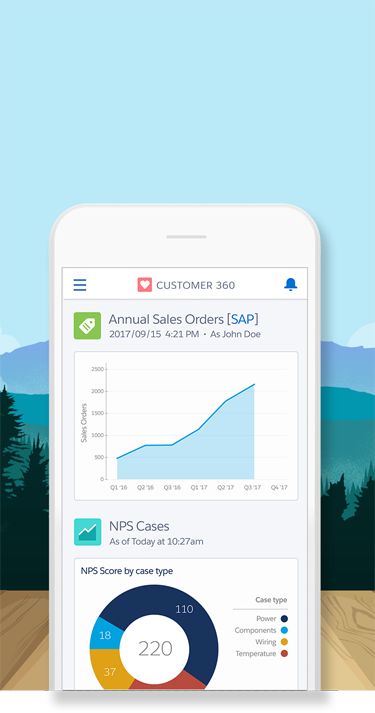 CUSTOMER 360
Annual Sales Orders [SAP]
2017/09/15 4:21 PM • As John Doe
2500
2000
1500
1000
500
0
Sales Orders
Q1 '16
Q2 '16
Q3 '16
Q1 '17
Q2 '17
Q3 '17
Q4 '17
NPS Cases
As of Today at 10:27am
NPS Score by case type
Case type
Power
Components
Wiring
Temperature
110
18
220
37